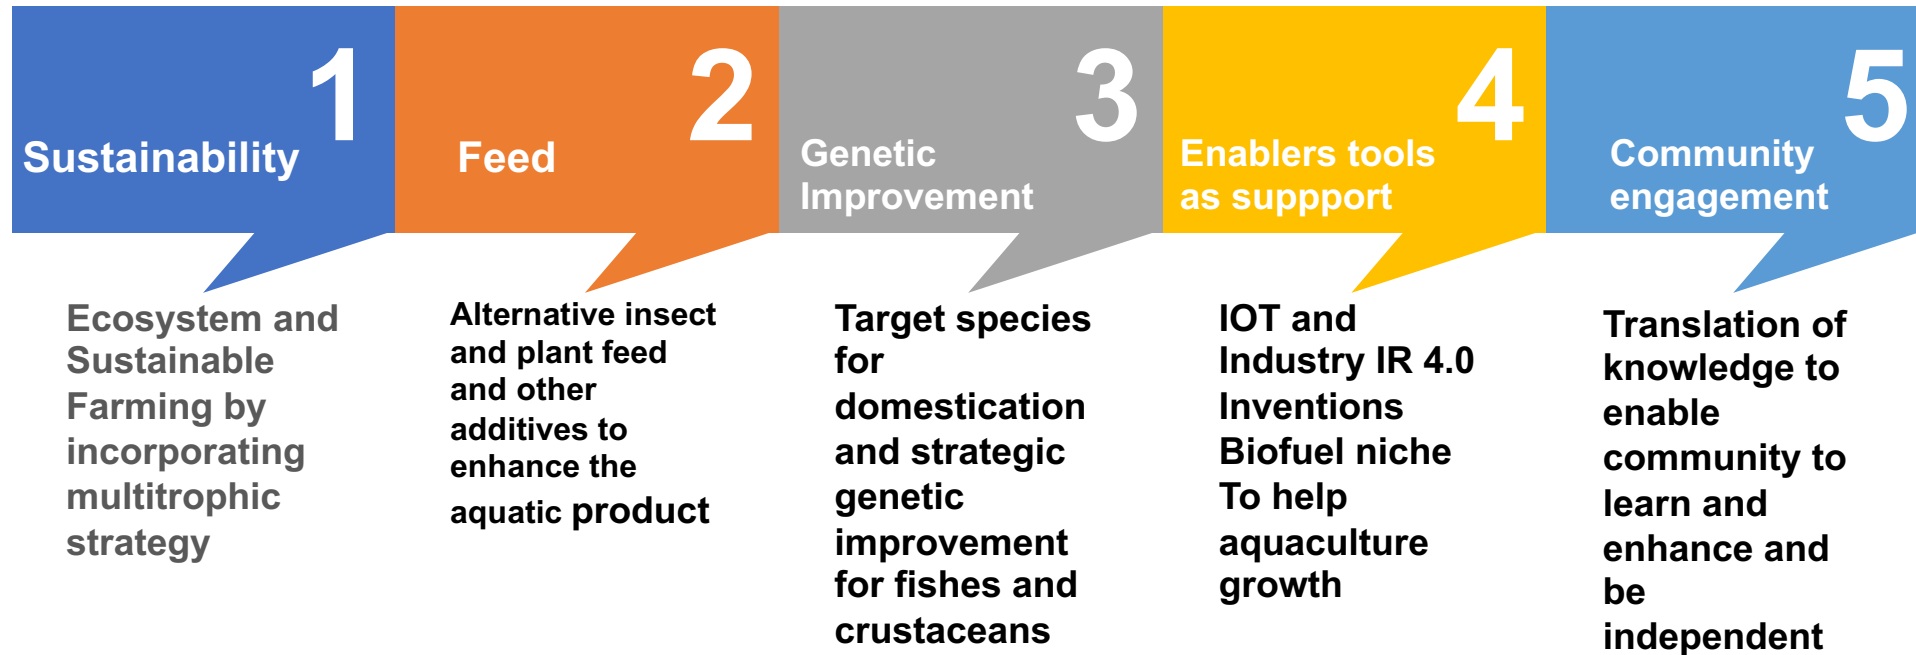 1
Sustainability
Ecosystem and
Sustainable
Farming by
incorporating
multitrophic
strategy
2
Feed
Alternative insect
and plant feed
and other
additives to
enhance the
aquatic product
3
Genetic
Improvement
Target species
for
domestication
and strategic
genetic
improvement
for fishes and
crustaceans
4
Enablers tools
as suppport
IOT and
Industry IR 4.0
Inventions
Biofuel niche
To help
aquaculture
growth
5
Community
engagement
Translation of
knowledge to
enable
community to
learn and
enhance and
be
independent